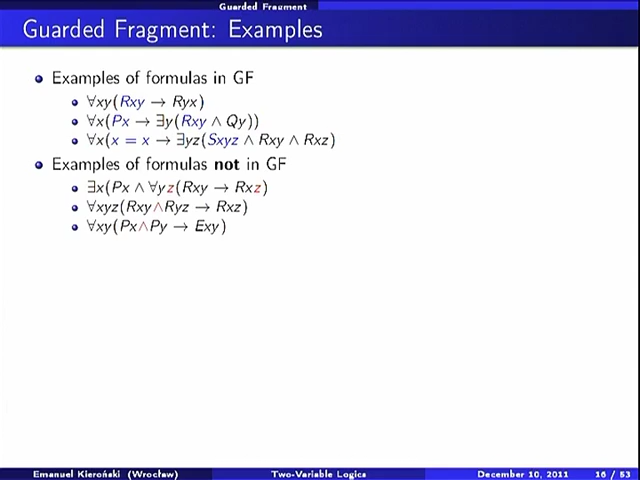 Guarded Fragment
Guarded Fragment: Examples
Examples of formulas in GF
∀xy(Rxy → Ryx)
∀x(Px → ∃y(Rxy ∧ Qy))
∀x(x = x → ∃yz(Sxyz ∧ Rxy ∧ Rxz)
Examples of formulas not in GF
∃x(Px ∧ ∀yz(Rxy → Rxz)
∀xyz(Rxy∧Ryz → Rxz)
∀xy(Px∧Py → Exy)
Emanuel Kieroński (Wrocław) Two-Variable Logics December 10, 2011 16 / 53